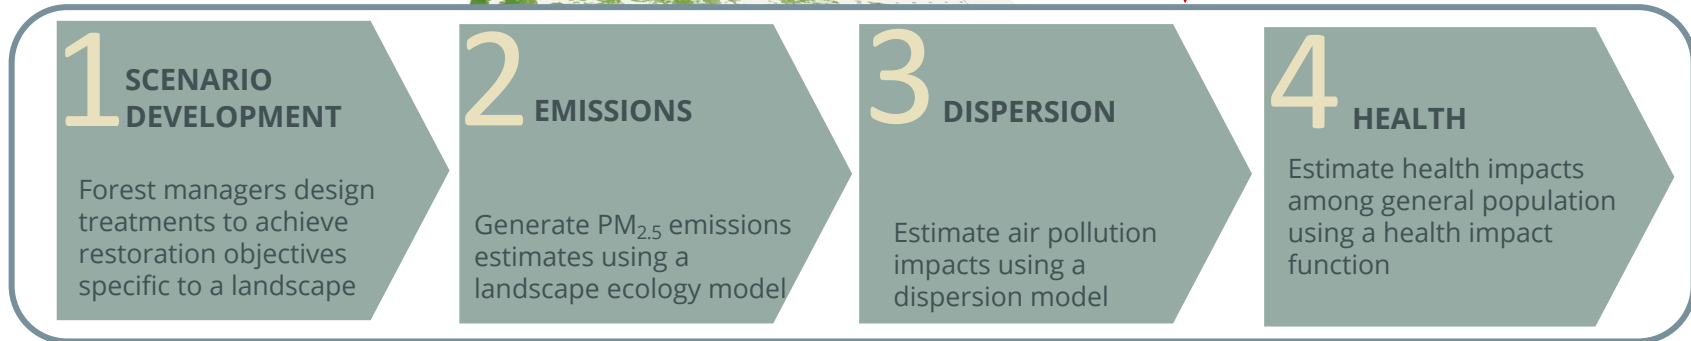 1
SCENARIO
DEVELOPMENT
Forest managers design
treatments to achieve
restoration objectives
specific to a landscape
2
EMISSIONS
Generate PM2.5 emissions
estimates using a
landscape ecology model
3
DISPERSION
Estimate air pollution
impacts using a
dispersion model
4
HEALTH
Estimate health impacts
among general population
using a health impact
function